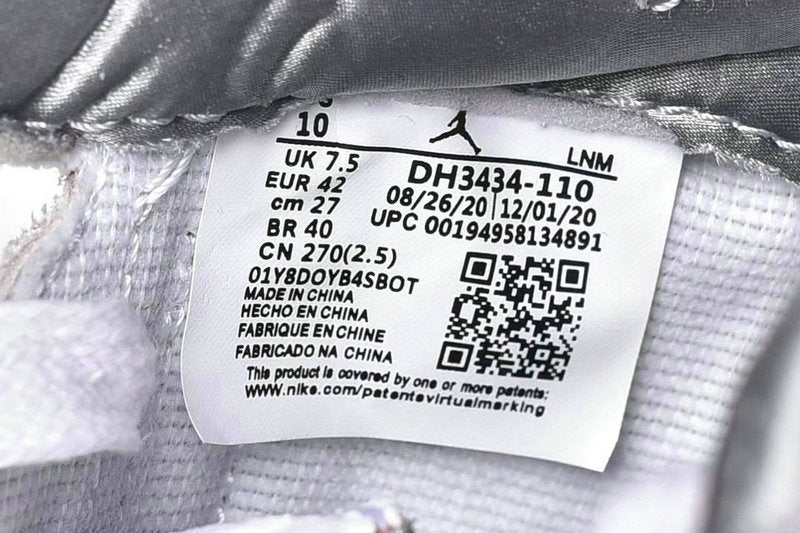 10
LNM
UK 7.5
EUR 42
cm 27
BR 40
CN 270(2.5)
DH3434-110
08/26/20 12/01/20
UPC 00194958134891
01Y8DOYB4SBOT
MADE IN CHINA
HECHO EN CHINA
FABRIQUE EN CHINE
FABRICADO NA CHINA
This product is covered by one or more patents:
www.nike.com/patentsvirtualmarking